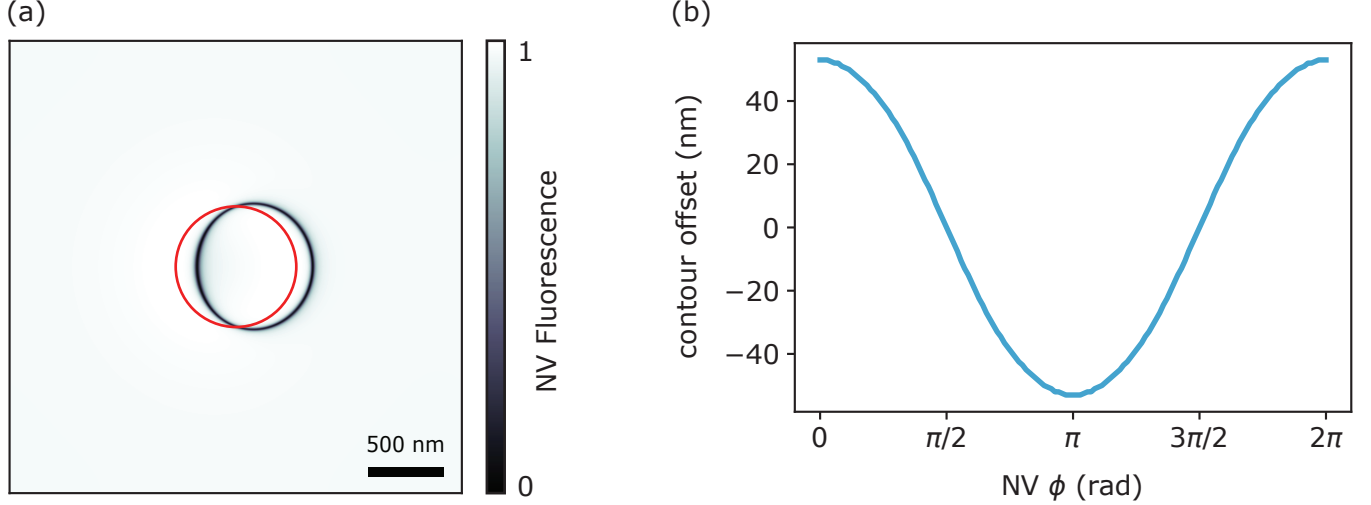 (a)
1
NV Fluorescence
0
500 nm
(b)
contour offset (nm)
40
20
0
−20
−40
0
π/2
π
3π/2
2π
NV ϕ (rad)